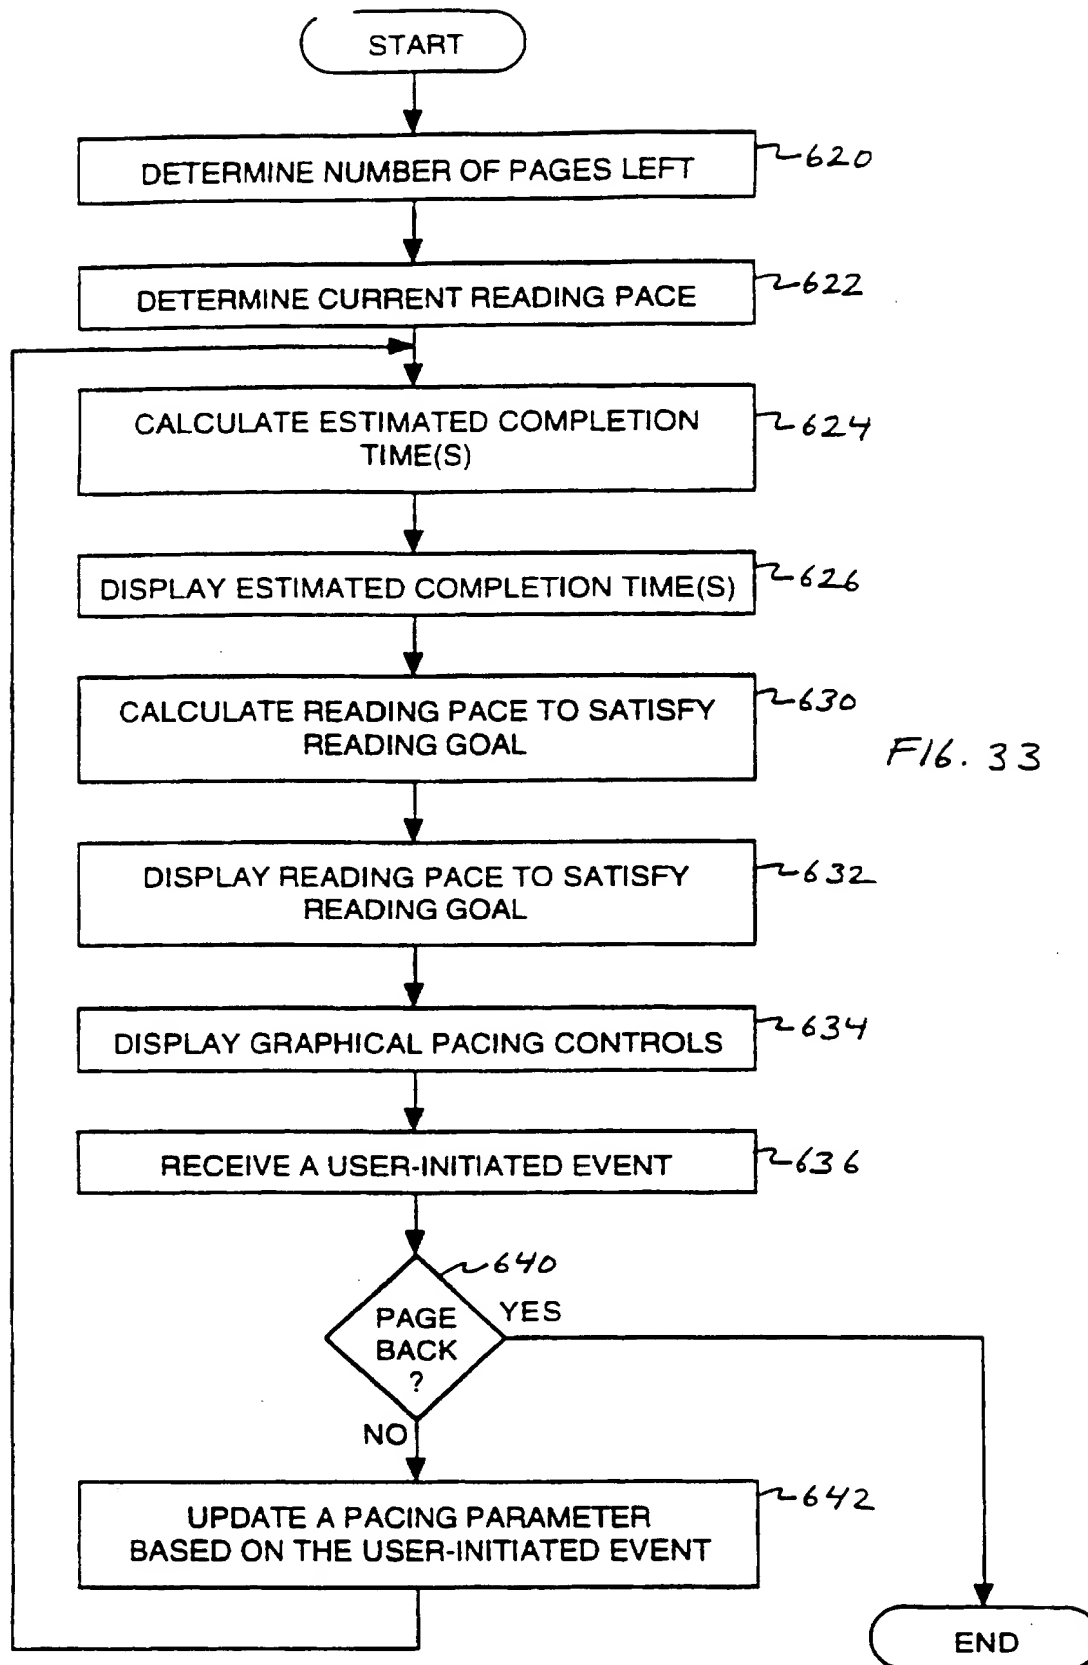 START
DETERMINE NUMBER OF PAGES LEFT
620
DETERMINE CURRENT READING PACE
622
CALCULATE ESTIMATED COMPLETION
TIME(S)
624
DISPLAY ESTIMATED COMPLETION TIME(S)
626
CALCULATE READING PACE TO SATISFY
READING GOAL
630
FIG. 33
DISPLAY READING PACE TO SATISFY
READING GOAL
632
DISPLAY GRAPHICAL PACING CONTROLS
634
RECEIVE A USER-INITIATED EVENT
636
640
PAGE
BACK
?
YES
NO
UPDATE A PACING PARAMETER
BASED ON THE USER-INITIATED EVENT
642
END